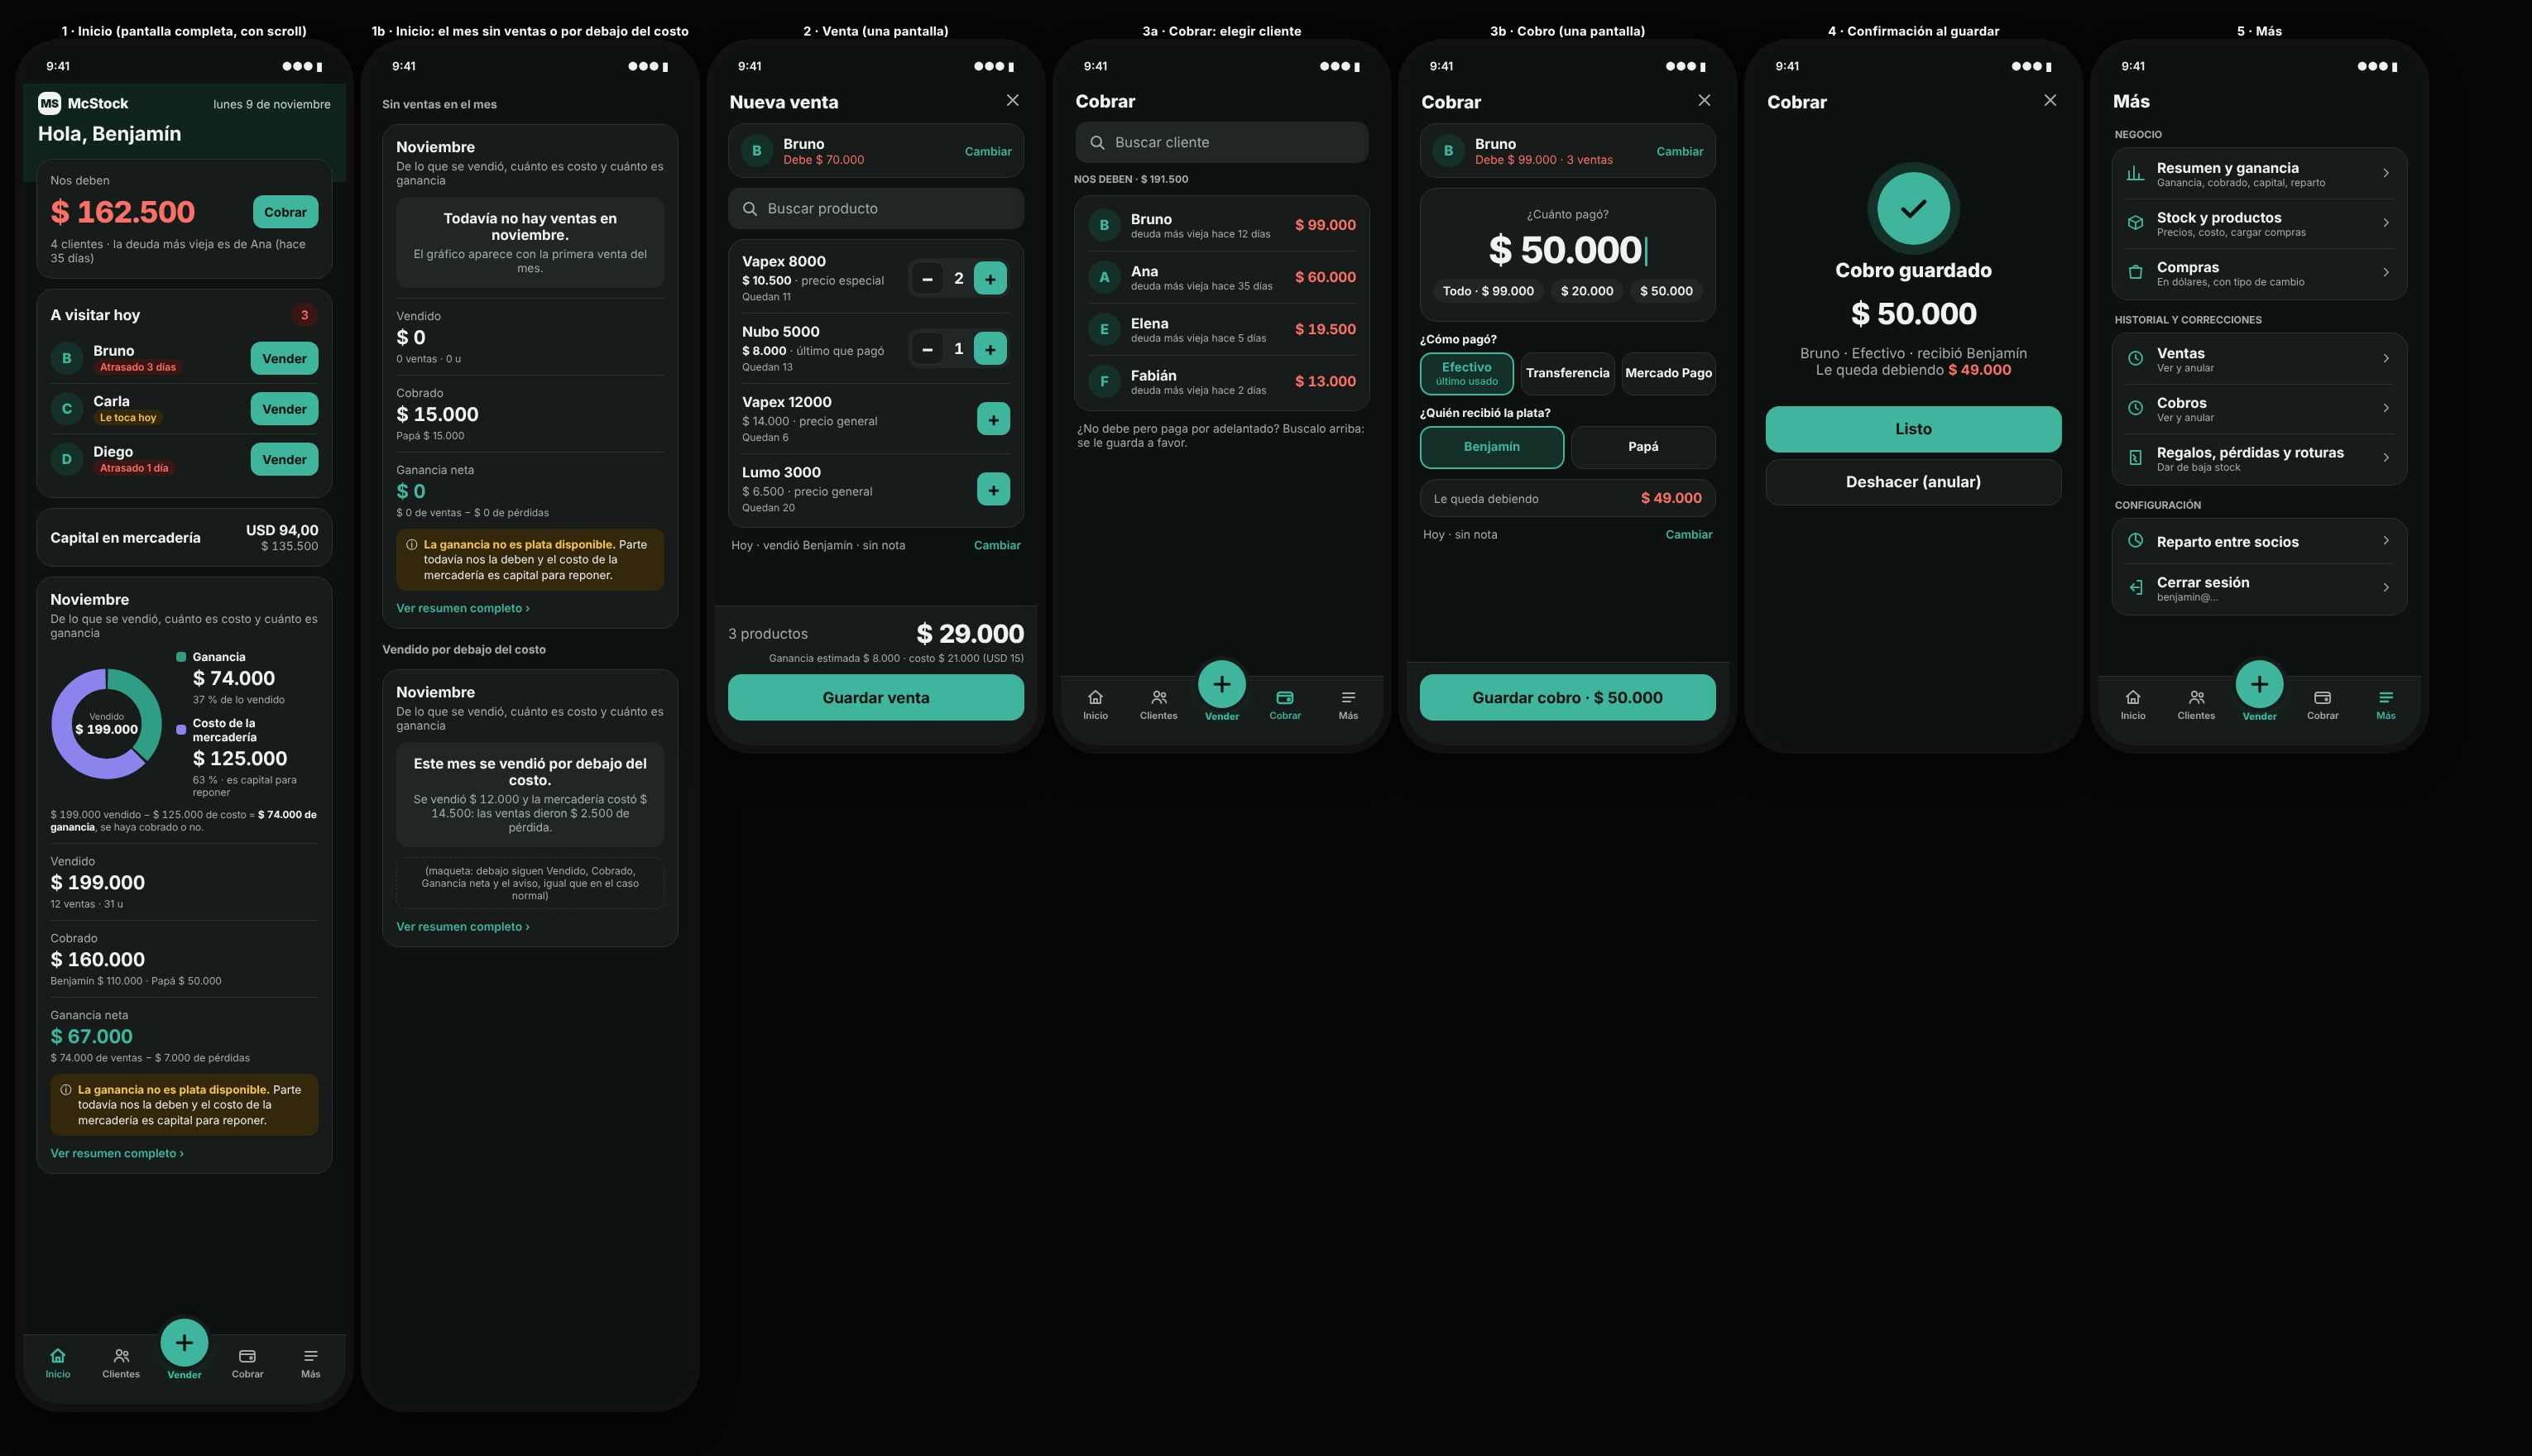 1 · Inicio (pantalla completa, con scroll)
9:41
MS McStock
lunes 9 de noviembre
Hola, Benjamín
Nos deben
$ 162.500
Cobrar
4 clientes · la deuda más vieja es de Ana (hace
35 días)
A visitar hoy
3
B
Bruno
Atrasado 3 días
Vender
C
Carla
Le toca hoy
Vender
D
Diego
Atrasado 1 día
Vender
Capital en mercadería
USD 94,00
$ 135.500
Noviembre
De lo que se vendió, cuánto es costo y cuánto es
ganancia
Vendido
$ 199.000
Ganancia
$ 74.000
37 % de lo vendido
Costo de la
mercadería
$ 125.000
63 % · es capital para
reponer
$ 199.000 vendido − $ 125.000 de costo = $ 74.000 de
ganancia, se haya cobrado o no.
Vendido
$ 199.000
12 ventas · 31 u
Cobrado
$ 160.000
Benjamín $ 110.000 · Papá $ 50.000
Ganancia neta
$ 67.000
$ 74.000 de ventas − $ 7.000 de pérdidas
La ganancia no es plata disponible. Parte
todavía nos la deben y el costo de la
mercadería es capital para reponer.
Ver resumen completo ›
Inicio
Clientes
Vender
Cobrar
Más
1b · Inicio: el mes sin ventas o por debajo del costo
9:41
Sin ventas en el mes
Noviembre
De lo que se vendió, cuánto es costo y cuánto es
ganancia
Todavía no hay ventas en
noviembre.
El gráfico aparece con la primera venta del
mes.
Vendido
$ 0
0 ventas · 0 u
Cobrado
$ 15.000
Papá $ 15.000
Ganancia neta
$ 0
$ 0 de ventas − $ 0 de pérdidas
La ganancia no es plata disponible. Parte
todavía nos la deben y el costo de la
mercadería es capital para reponer.
Ver resumen completo ›
Vendido por debajo del costo
Noviembre
De lo que se vendió, cuánto es costo y cuánto es
ganancia
Este mes se vendió por debajo del
costo.
Se vendió $ 12.000 y la mercadería costó $
14.500: las ventas dieron $ 2.500 de
pérdida.
(maqueta: debajo siguen Vendido, Cobrado,
Ganancia neta y el aviso, igual que en el caso
normal)
Ver resumen completo ›
2 · Venta (una pantalla)
9:41
Nueva venta
B
Bruno
Debe $ 70.000
Cambiar
Buscar producto
Vapex 8000
$ 10.500 · precio especial
Quedan 11
− 2 +
Nubo 5000
$ 8.000 · último que pagó
Quedan 13
− 1 +
Vapex 12000
$ 14.000 · precio general
Quedan 6
+
Lumo 3000
$ 6.500 · precio general
Quedan 20
+
Hoy · vendió Benjamín · sin nota
Cambiar
3 productos
$ 29.000
Ganancia estimada $ 8.000 · costo $ 21.000 (USD 15)
Guardar venta
3a · Cobrar: elegir cliente
9:41
Cobrar
Buscar cliente
NOS DEBEN · $ 191.500
B
Bruno
deuda más vieja hace 12 días
$ 99.000
A
Ana
deuda más vieja hace 35 días
$ 60.000
E
Elena
deuda más vieja hace 5 días
$ 19.500
F
Fabián
deuda más vieja hace 2 días
$ 13.000
¿No debe pero paga por adelantado? Buscalo arriba:
se le guarda a favor.
Inicio
Clientes
Vender
Cobrar
Más
3b · Cobro (una pantalla)
9:41
Cobrar
B
Bruno
Debe $ 99.000 · 3 ventas
Cambiar
¿Cuánto pagó?
$ 50.000
Todo · $ 99.000
$ 20.000
$ 50.000
¿Cómo pagó?
Efectivo
último usado
Transferencia
Mercado Pago
¿Quién recibió la plata?
Benjamín
Papá
Le queda debiendo
$ 49.000
Hoy · sin nota
Cambiar
Guardar cobro · $ 50.000
4 · Confirmación al guardar
9:41
Cobrar
Cobro guardado
$ 50.000
Bruno · Efectivo · recibió Benjamín
Le queda debiendo $ 49.000
Listo
Deshacer (anular)
5 · Más
9:41
Más
NEGOCIO
Resumen y ganancia
Ganancia, cobrado, capital, reparto
Stock y productos
Precios, costo, cargar compras
Compras
En dólares, con tipo de cambio
HISTORIAL Y CORRECCIONES
Ventas
Ver y anular
Cobros
Ver y anular
Regalos, pérdidas y roturas
Dar de baja stock
CONFIGURACIÓN
Reparto entre socios
Cerrar sesión
benjamin@...
Inicio
Clientes
Vender
Cobrar
Más